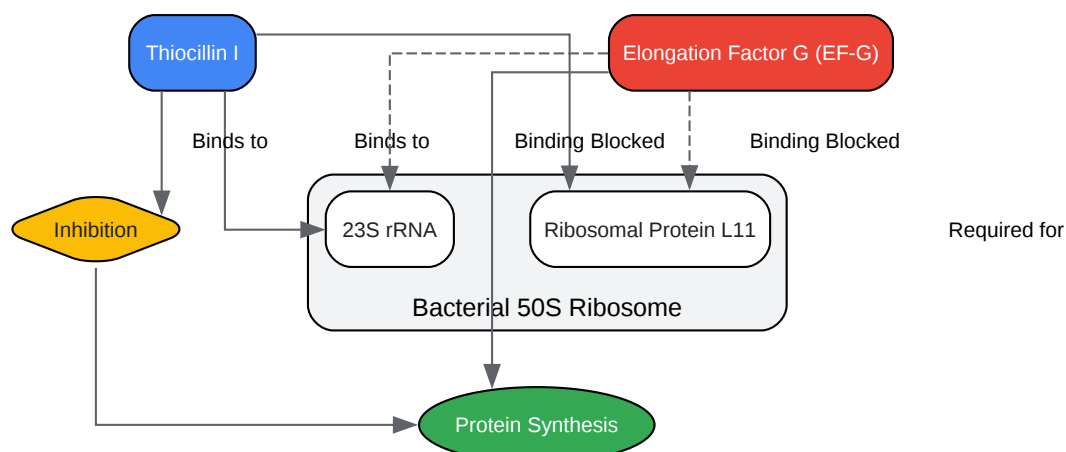 Thiocillin I
Elongation Factor G (EF-G)
Binds to
Binds to
Binding Blocked
Binding Blocked
Inhibition
23S rRNA
Ribosomal Protein L11
Required for
Bacterial 50S Ribosome
Protein Synthesis